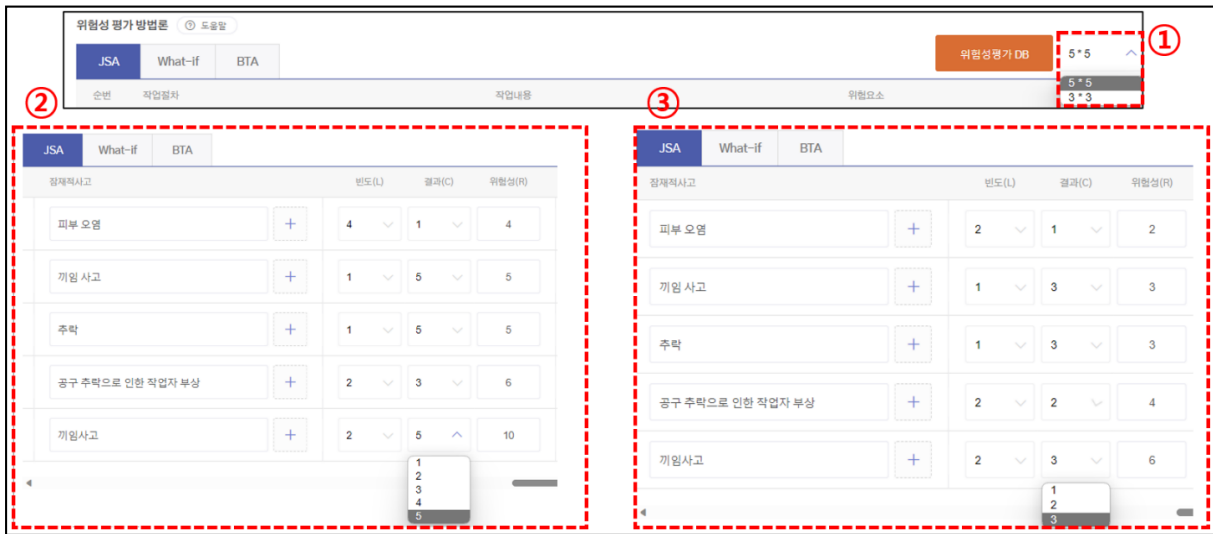 위험성 평가 방법론 ? 도움말
①
JSA What-if BTA 위험성평가 DB 5 * 5
순번 작업절차 작업내용 위험요소
5 * 5
3 * 3
②
JSA What-if BTA
잠재적사고 빈도(L) 결과(C) 위험성(R)
피부 오염 + 4 1 4
끼임 사고 + 1 5 5
추락 + 1 5 5
공구 추락으로 인한 작업자 부상 + 2 3 6
끼임사고 + 2 5 10
1
2
3
4
5
③
JSA What-if BTA
잠재적사고 빈도(L) 결과(C) 위험성(R)
피부 오염 + 2 1 2
끼임 사고 + 1 3 3
추락 + 1 3 3
공구 추락으로 인한 작업자 부상 + 2 2 4
끼임사고 + 2 3 6
1
2
3